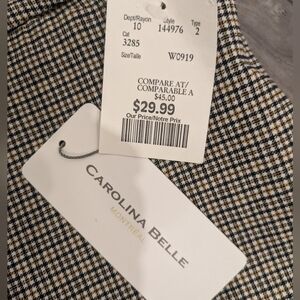 Dept/Rayon Style Type
10 144976 2
Cat
3285 W0919
Size/Taille
COMPARE AT/
COMPARABLE A
$45.00
$29.99
Our Price/Notre Prix
CAROLINA BELLE
MONTREAL